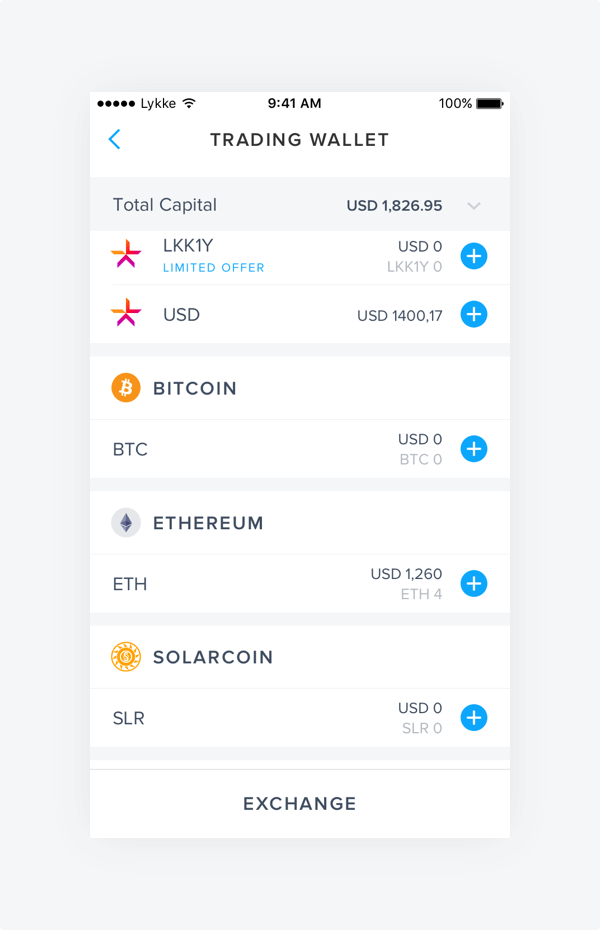 Lykke 9:41 AM 100%
TRADING WALLET
Total Capital USD 1,826.95
LKK1Y USD 0
LIMITED OFFER LKK1Y 0
USD USD 1400,17
BITCOIN
BTC USD 0
BTC 0
ETHEREUM
ETH USD 1,260
ETH 4
SOLARCOIN
SLR USD 0
SLR 0
EXCHANGE